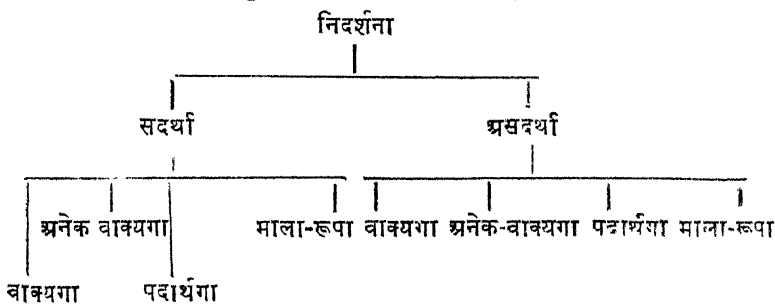 निदर्शना
सदर्था असदर्था
अनेक वाक्यगा माला-रूपा वाक्यगा अनेक-वाक्यगा पदार्थगा माला-रूपा
वाक्यगा पदार्थगा